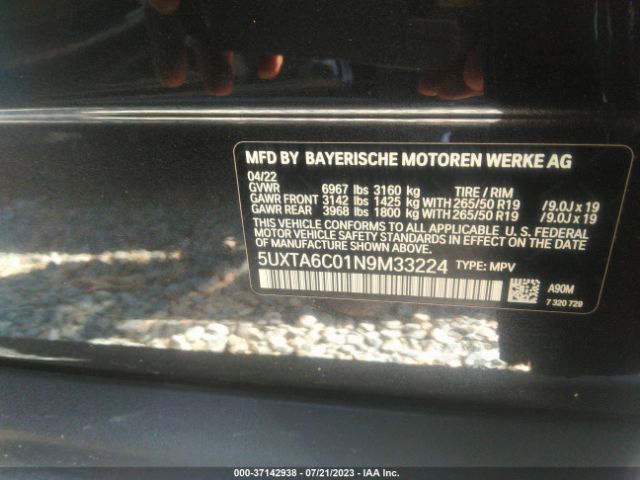 MFD BY BAYERISCHE MOTOREN WERKE AG
04/22
GVWR 6967 lbs 3160 kg TIRE / RIM
GAWR FRONT 3142 lbs 1425 kg WITH 265/50 R19 /9.0J x 19
GAWR REAR 3968 lbs 1800 kg WITH 265/50 R19 /9.0J x 19
THIS VEHICLE CONFORMS TO ALL APPLICABLE U. S. FEDERAL
MOTOR VEHICLE SAFETY STANDARDS IN EFFECT ON THE DATE OF
MANUFACTURE SHOWN ABOVE.
5UXTA6C01N9M33224 TYPE: MPV
A90M
7 320 729
000-37142938 - 07/21/2023 - IAA Inc.